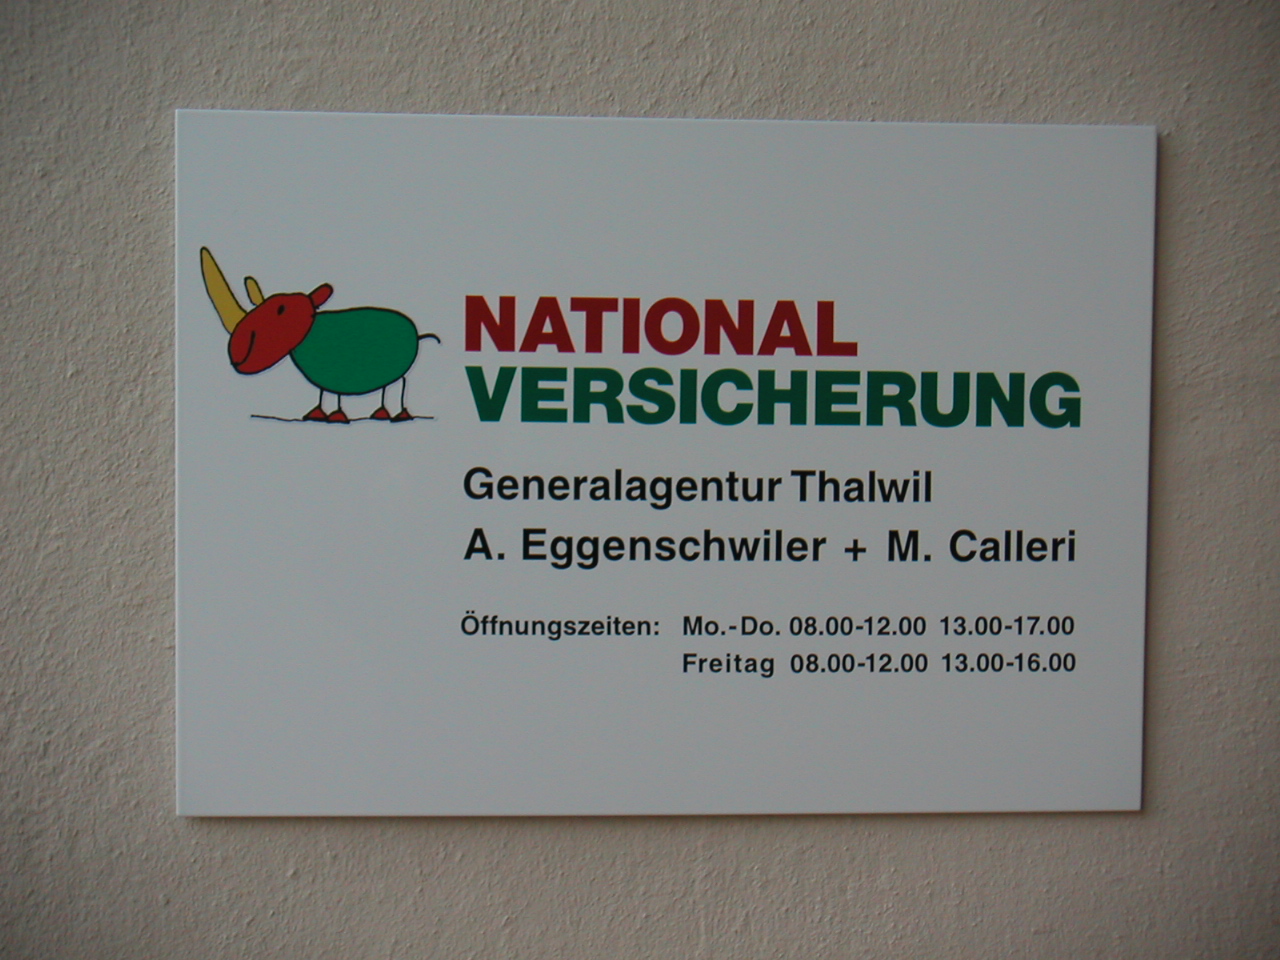 NATIONAL
VERSICHERUNG
Generalagentur Thalwil
A. Eggenschwiler + M. Calleri
Öffnungszeiten: Mo.-Do. 08.00-12.00 13.00-17.00
Freitag 08.00-12.00 13.00-16.00